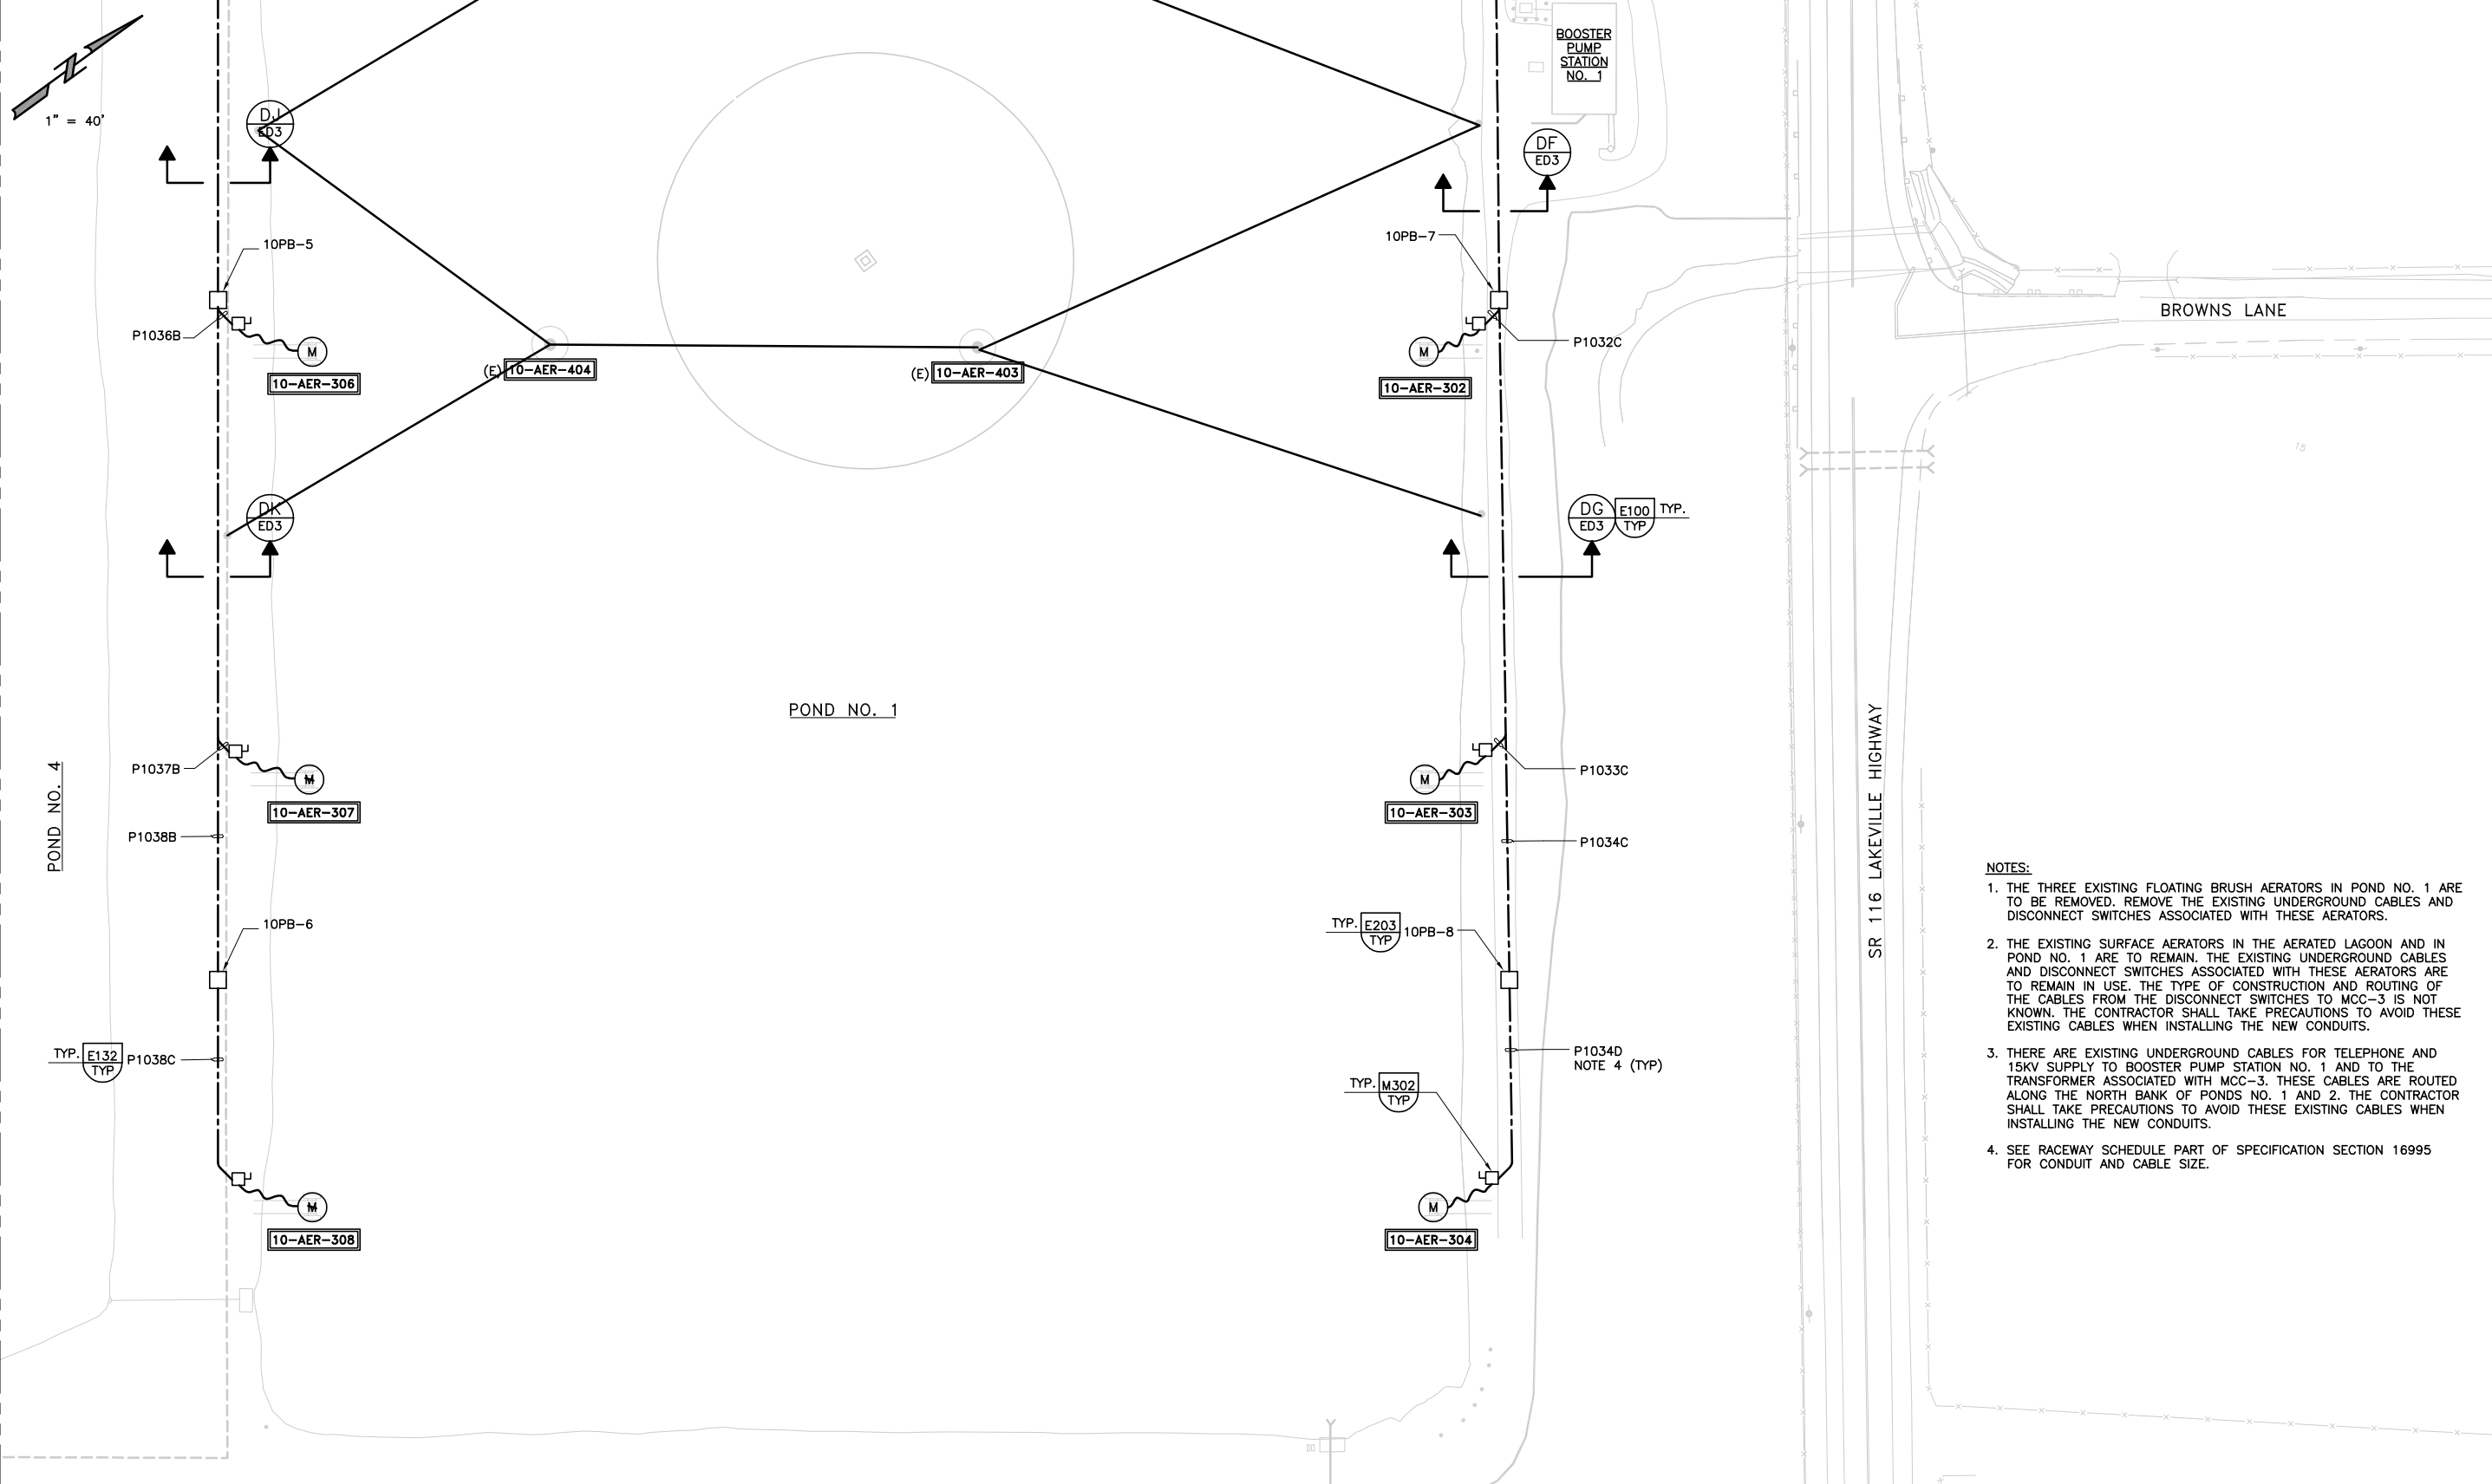 1" = 40'
BOOSTER
PUMP
STATION
NO. 1
DJ
ED3
DF
ED3
10PB-5
10PB-7
P1036B
P1032C
M
M
10-AER-306
(E) 10-AER-404
(E) 10-AER-403
10-AER-302
BROWNS LANE
DK
ED3
DG
ED3
E100
TYP
TYP.
POND NO. 1
POND NO. 4
SR 116 LAKEVILLE HIGHWAY
P1037B
P1033C
M
M
10-AER-307
10-AER-303
P1038B
P1034C
10PB-6
TYP. E203
TYP
10PB-8
TYP. E132
TYP
P1038C
P1034D
NOTE 4 (TYP)
TYP. M302
TYP
M
M
10-AER-308
10-AER-304
NOTES:
1. THE THREE EXISTING FLOATING BRUSH AERATORS IN POND NO. 1 ARE
TO BE REMOVED. REMOVE THE EXISTING UNDERGROUND CABLES AND
DISCONNECT SWITCHES ASSOCIATED WITH THESE AERATORS.
2. THE EXISTING SURFACE AERATORS IN THE AERATED LAGOON AND IN
POND NO. 1 ARE TO REMAIN. THE EXISTING UNDERGROUND CABLES
AND DISCONNECT SWITCHES ASSOCIATED WITH THESE AERATORS ARE
TO REMAIN IN USE. THE TYPE OF CONSTRUCTION AND ROUTING OF
THE CABLES FROM THE DISCONNECT SWITCHES TO MCC-3 IS NOT
KNOWN. THE CONTRACTOR SHALL TAKE PRECAUTIONS TO AVOID THESE
EXISTING CABLES WHEN INSTALLING THE NEW CONDUITS.
3. THERE ARE EXISTING UNDERGROUND CABLES FOR TELEPHONE AND
15KV SUPPLY TO BOOSTER PUMP STATION NO. 1 AND TO THE
TRANSFORMER ASSOCIATED WITH MCC-3. THESE CABLES ARE ROUTED
ALONG THE NORTH BANK OF PONDS NO. 1 AND 2. THE CONTRACTOR
SHALL TAKE PRECAUTIONS TO AVOID THESE EXISTING CABLES WHEN
INSTALLING THE NEW CONDUITS.
4. SEE RACEWAY SCHEDULE PART OF SPECIFICATION SECTION 16995
FOR CONDUIT AND CABLE SIZE.